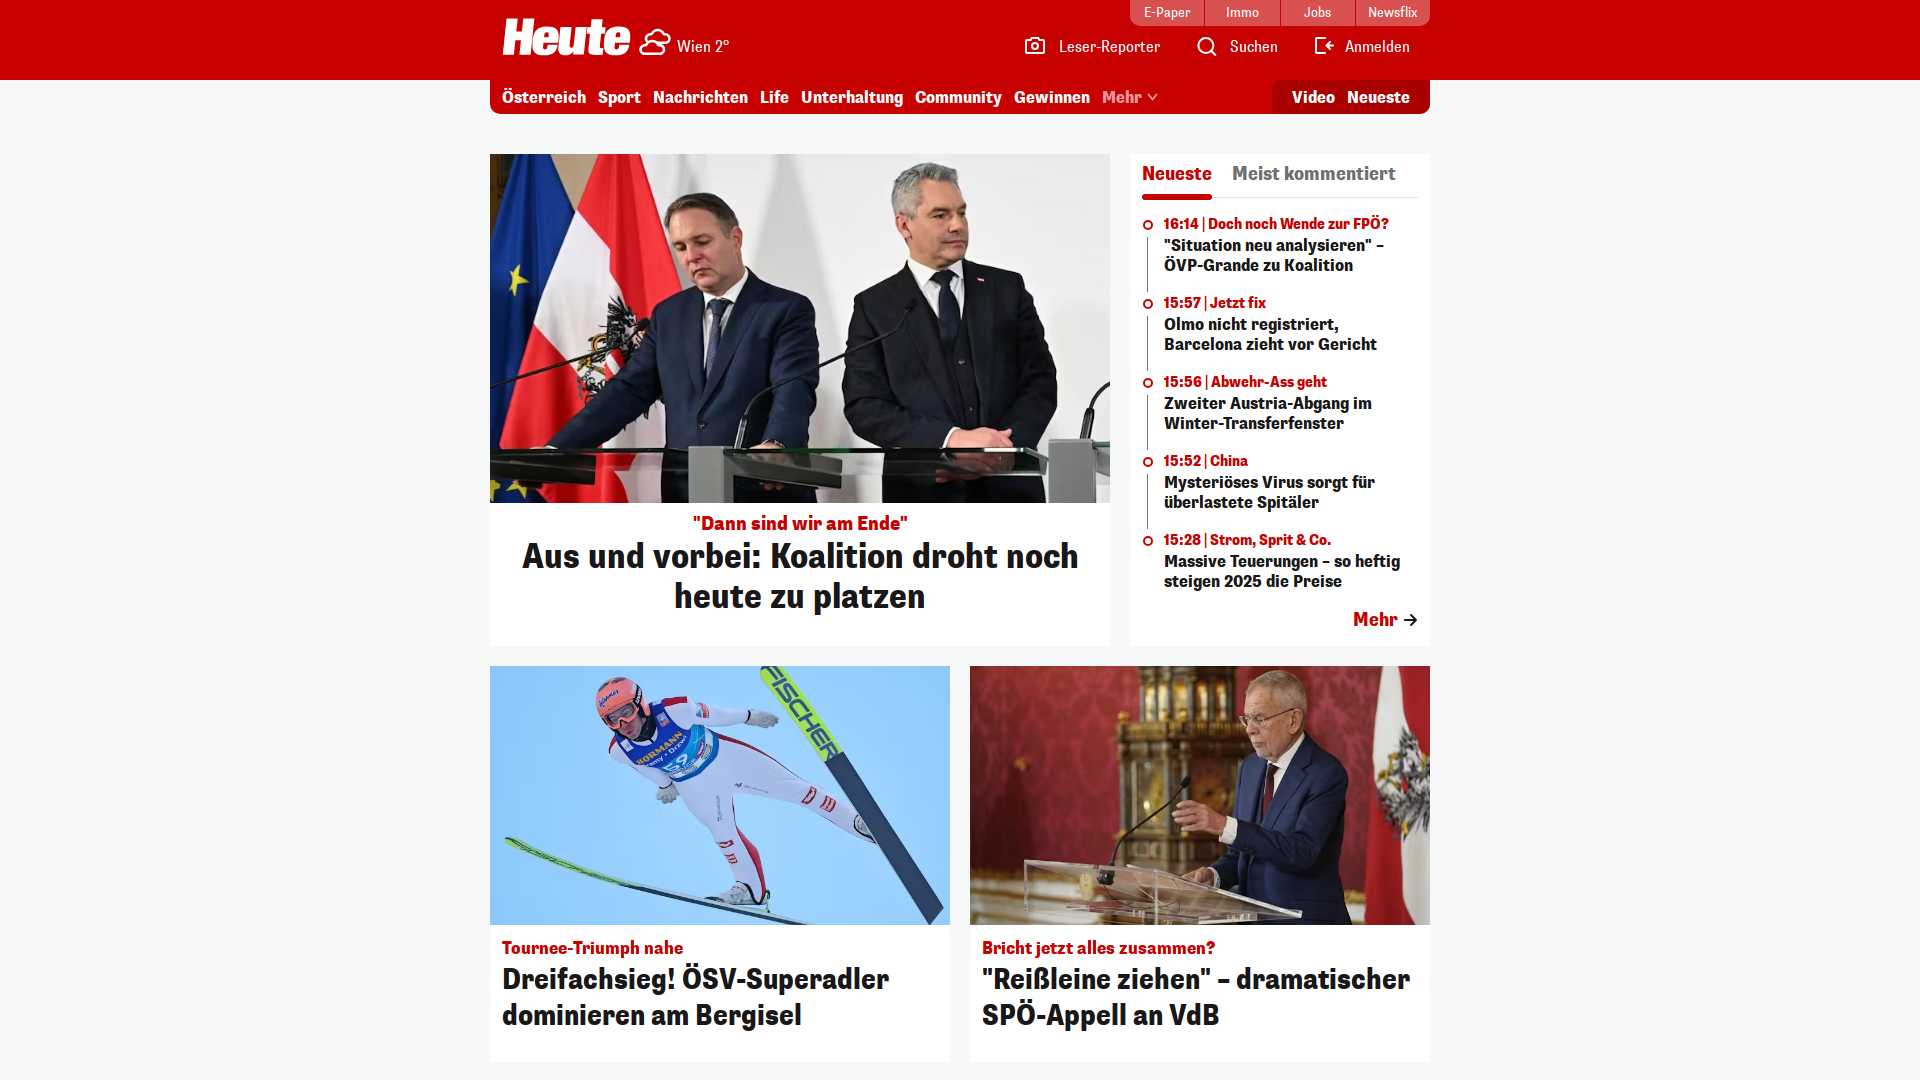 E-Paper
Immo
Jobs
Newsflix
Heute
Wien 2°
Leser-Reporter
Suchen
Anmelden
Österreich
Sport
Nachrichten
Life
Unterhaltung
Community
Gewinnen
Mehr
Video
Neueste
"Dann sind wir am Ende"
Aus und vorbei: Koalition droht noch
heute zu platzen
Neueste
Meist kommentiert
16:14 | Doch noch Wende zur FPÖ?
"Situation neu analysieren" –
ÖVP-Grande zu Koalition
15:57 | Jetzt fix
Olmo nicht registriert,
Barcelona zieht vor Gericht
15:56 | Abwehr-Ass geht
Zweiter Austria-Abgang im
Winter-Transferfenster
15:52 | China
Mysteriöses Virus sorgt für
überlastete Spitäler
15:28 | Strom, Sprit & Co.
Massive Teuerungen – so heftig
steigen 2025 die Preise
Mehr
FISCHER
59
Tournee-Triumph nahe
Dreifachsieg! ÖSV-Superadler
dominieren am Bergisel
Bricht jetzt alles zusammen?
"Reißleine ziehen" – dramatischer
SPÖ-Appell an VdB